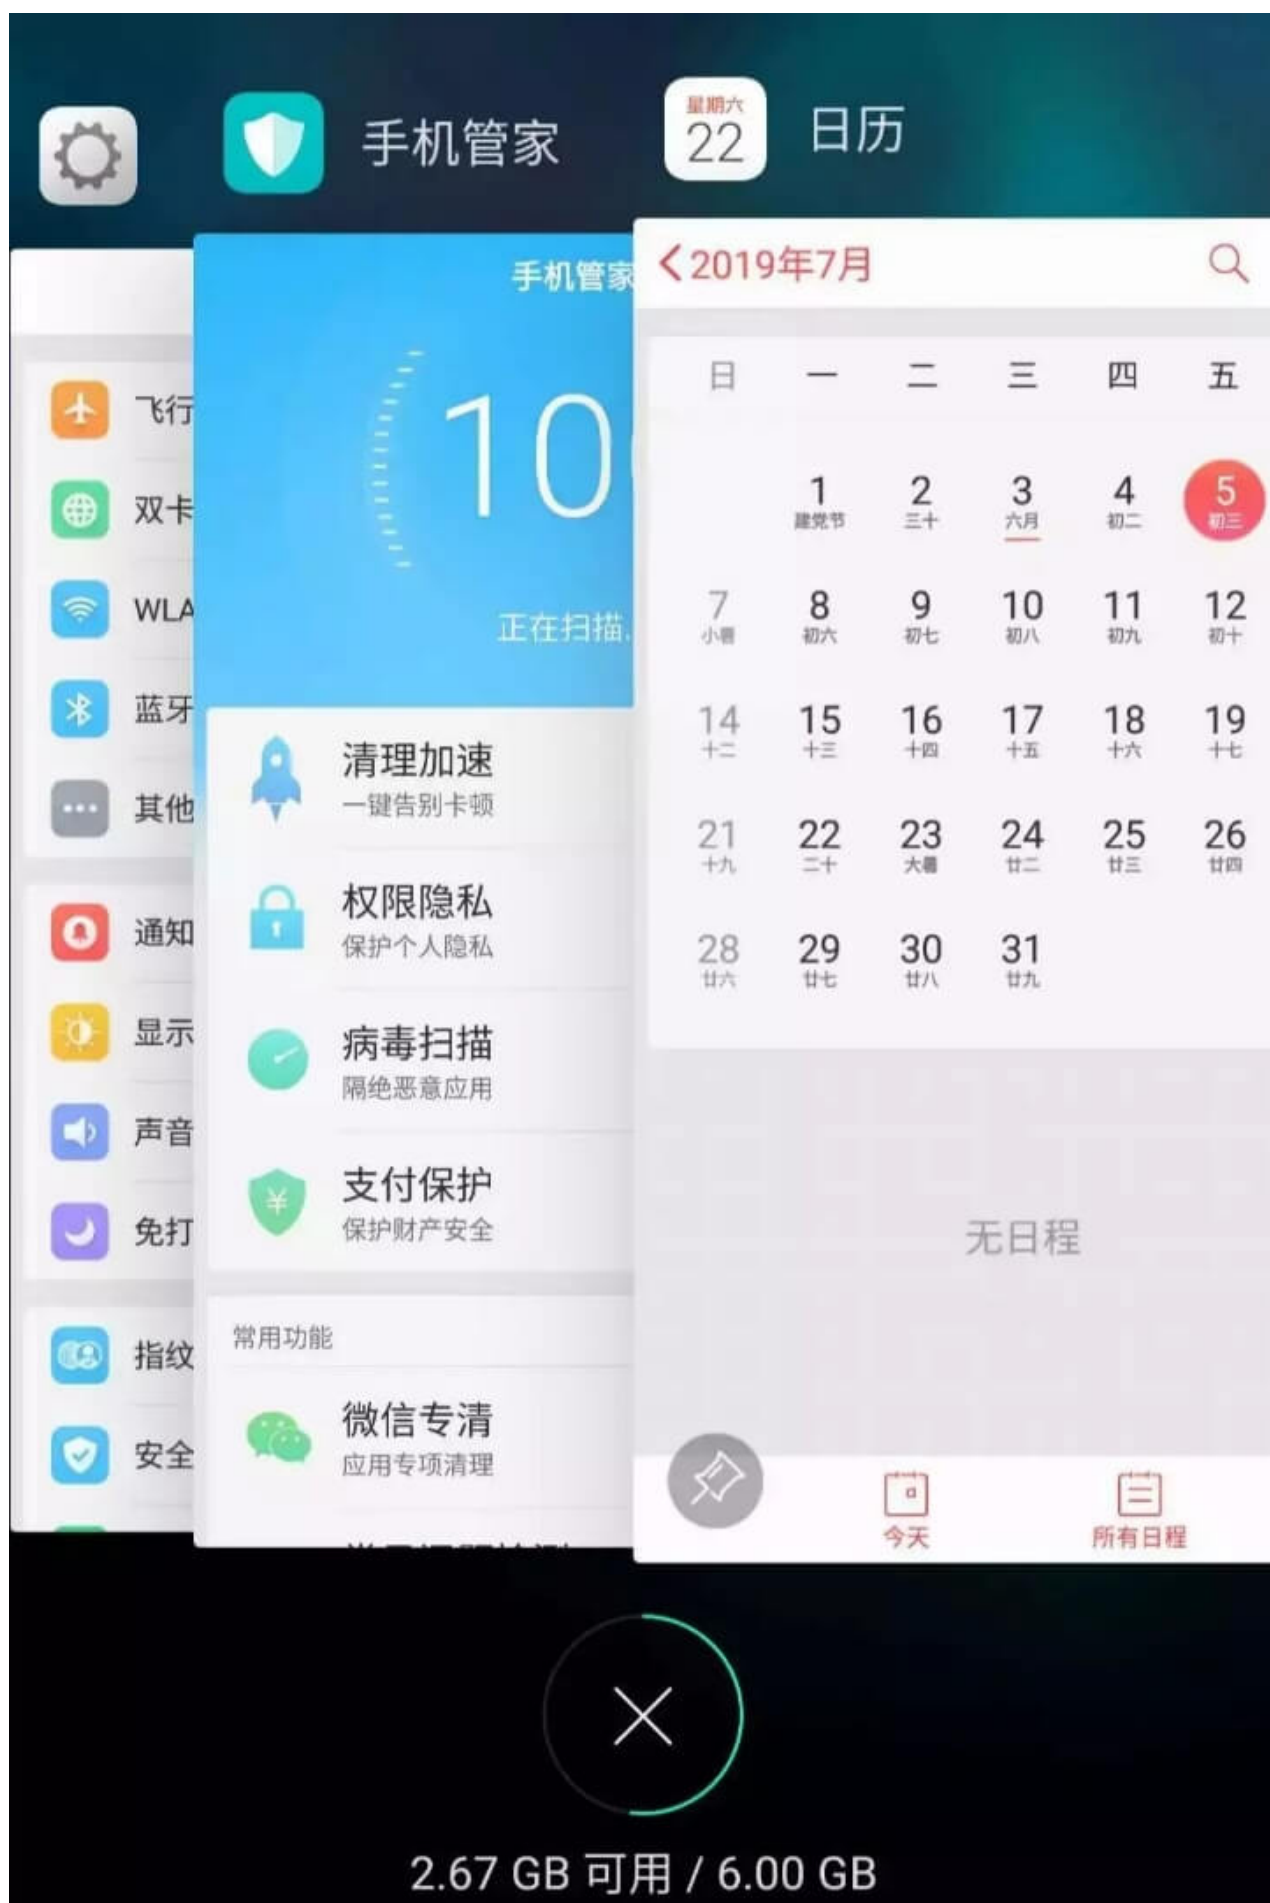 手机管家
星期六
22
日历
飞行
双卡
WLA
蓝牙
其他
通知
显示
声音
免打
指纹
安全
手机管家
10
正在扫描.
清理加速
一键告别卡顿
权限隐私
保护个人隐私
病毒扫描
隔绝恶意应用
支付保护
保护财产安全
常用功能
微信专清
应用专项清理
2019年7月
日 一 二 三 四 五
1 2 3 4 5
建党节 三十 六月 初二 初三
7 8 9 10 11 12
小暑 初六 初七 初八 初九 初十
14 15 16 17 18 19
十二 十三 十四 十五 十六 十七
21 22 23 24 25 26
十九 二十 大暑 廿二 廿三 廿四
28 29 30 31
廿六 廿七 廿八 廿九
无日程
今天 所有日程
2.67 GB 可用 / 6.00 GB